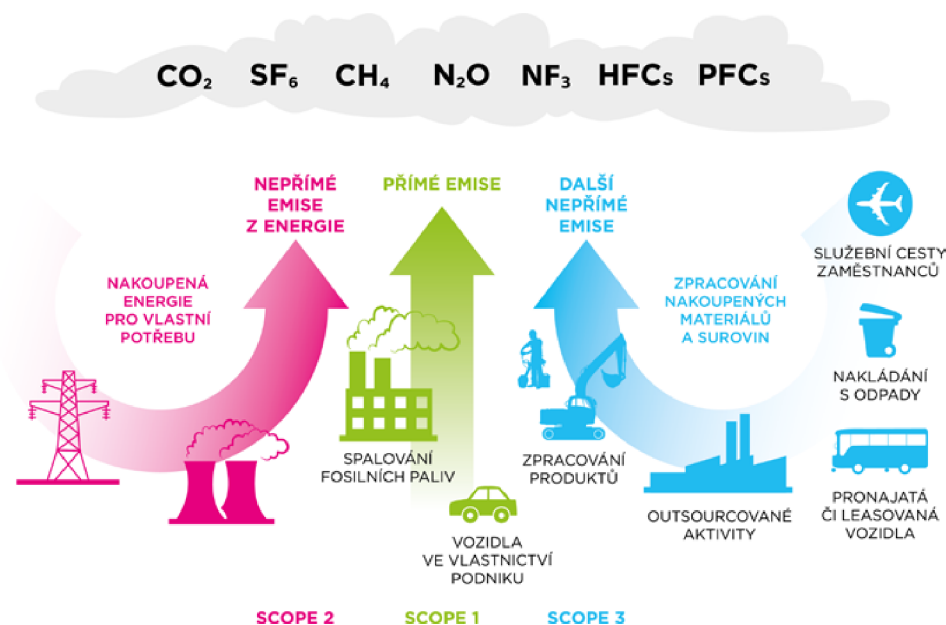 CO₂ SF₆ CH₄ N₂O NF₃ HFCs PFCs
NEPŘÍMÉ
EMISE
Z ENERGIE
PŘÍMÉ EMISE
DALŠÍ
NEPŘÍMÉ
EMISE
SLUŽEBNÍ CESTY
ZAMĚSTNANCŮ
NAKOUPENÁ
ENERGIE
PRO VLASTNÍ
POTŘEBU
ZPRACOVÁNÍ
NAKOUPENÝCH
MATERIÁLŮ
A SUROVIN
NAKLÁDÁNÍ
S ODPADY
SPALOVÁNÍ
FOSILNÍCH PALIV
ZPRACOVÁNÍ
PRODUKTŮ
OUTSOURCOVANÉ
AKTIVITY
PRONAJATÁ
ČI LEASOVANÁ
VOZIDLA
VOZIDLA
VE VLASTNICTVÍ
PODNIKU
SCOPE 2
SCOPE 1
SCOPE 3